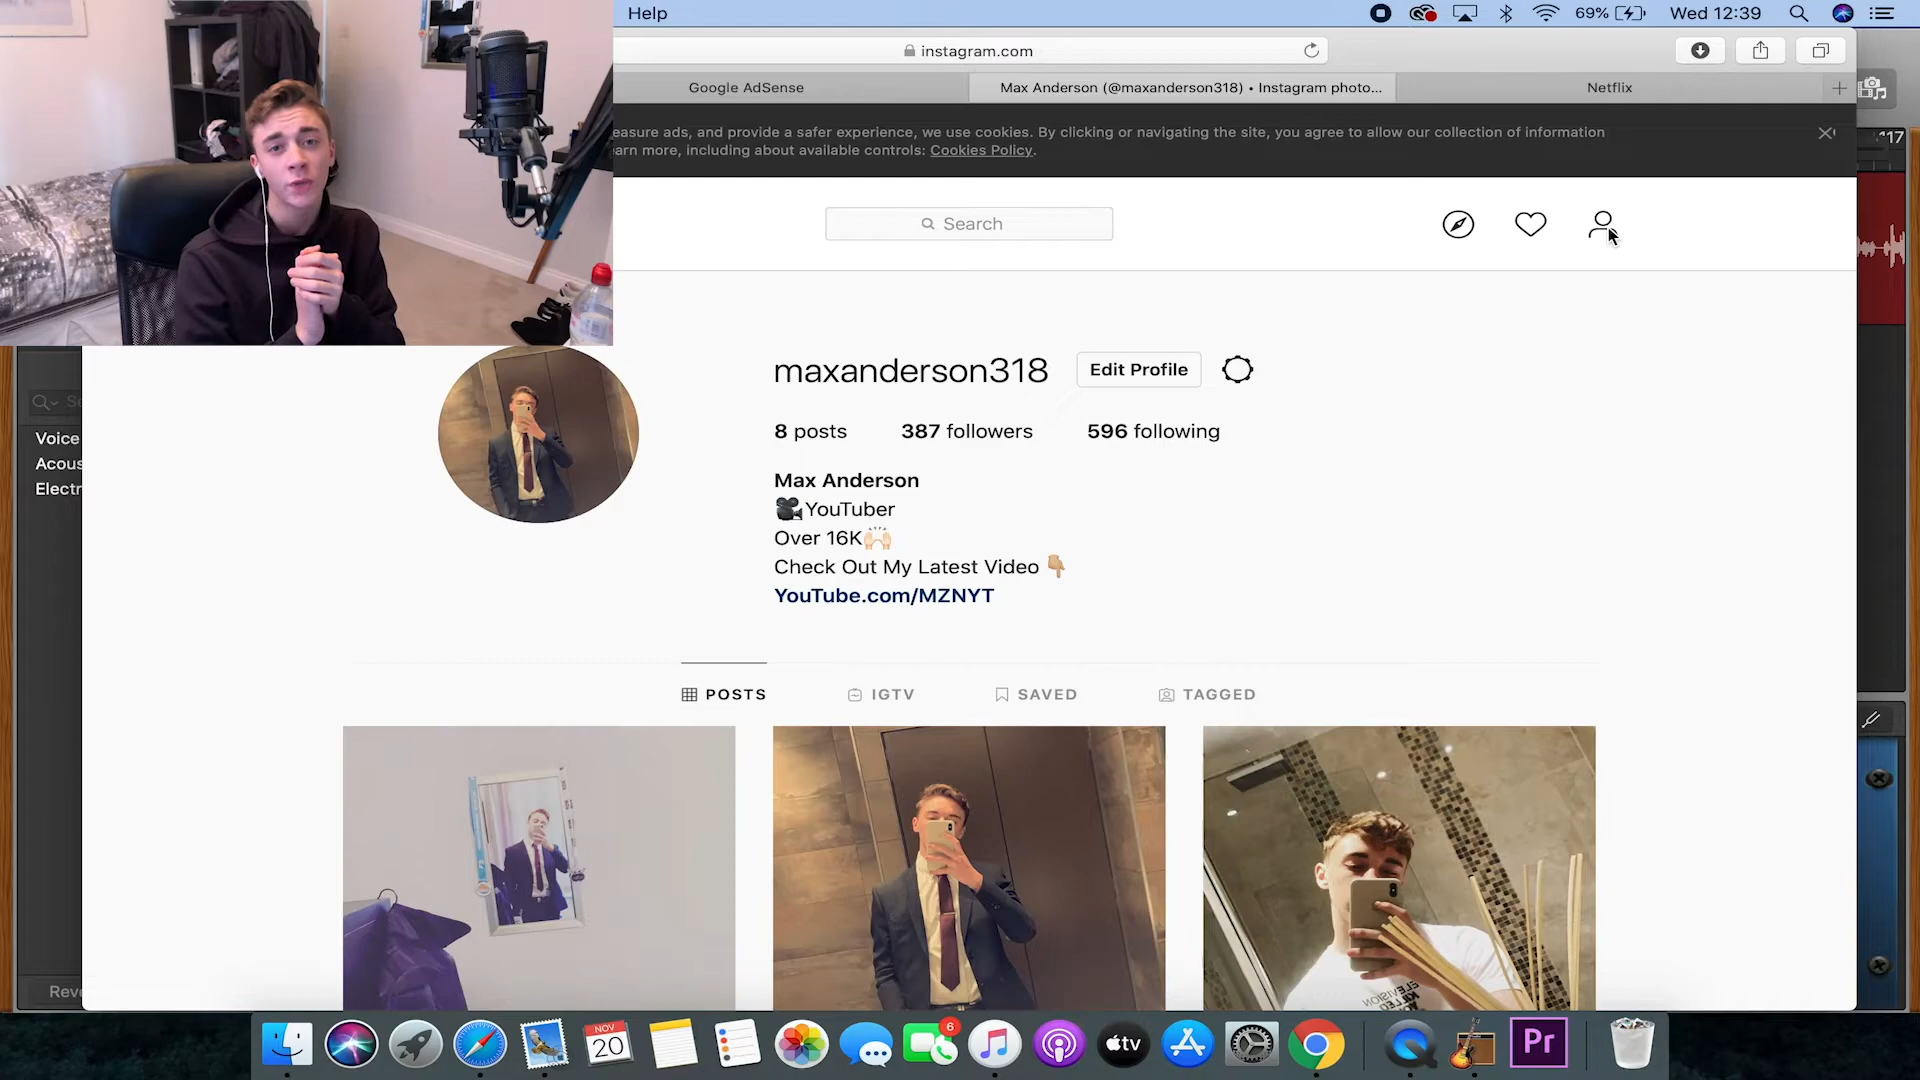 Help
69%
Wed 12:39
instagram.com
Google AdSense
Max Anderson (@maxanderson318) • Instagram photo...
Netflix
easure ads, and provide a safer experience, we use cookies. By clicking or navigating the site, you agree to allow our collection of information
arn more, including about available controls: Cookies Policy.
117
Search
maxanderson318
Edit Profile
8 posts
387 followers
596 following
Max Anderson
🎥YouTuber
Over 16K🙌🏻
Check Out My Latest Video 👇🏼
YouTube.com/MZNYT
Voice
Acous
Electr
POSTS
IGTV
SAVED
TAGGED
Reve
NOV
20
6
tv
Pr